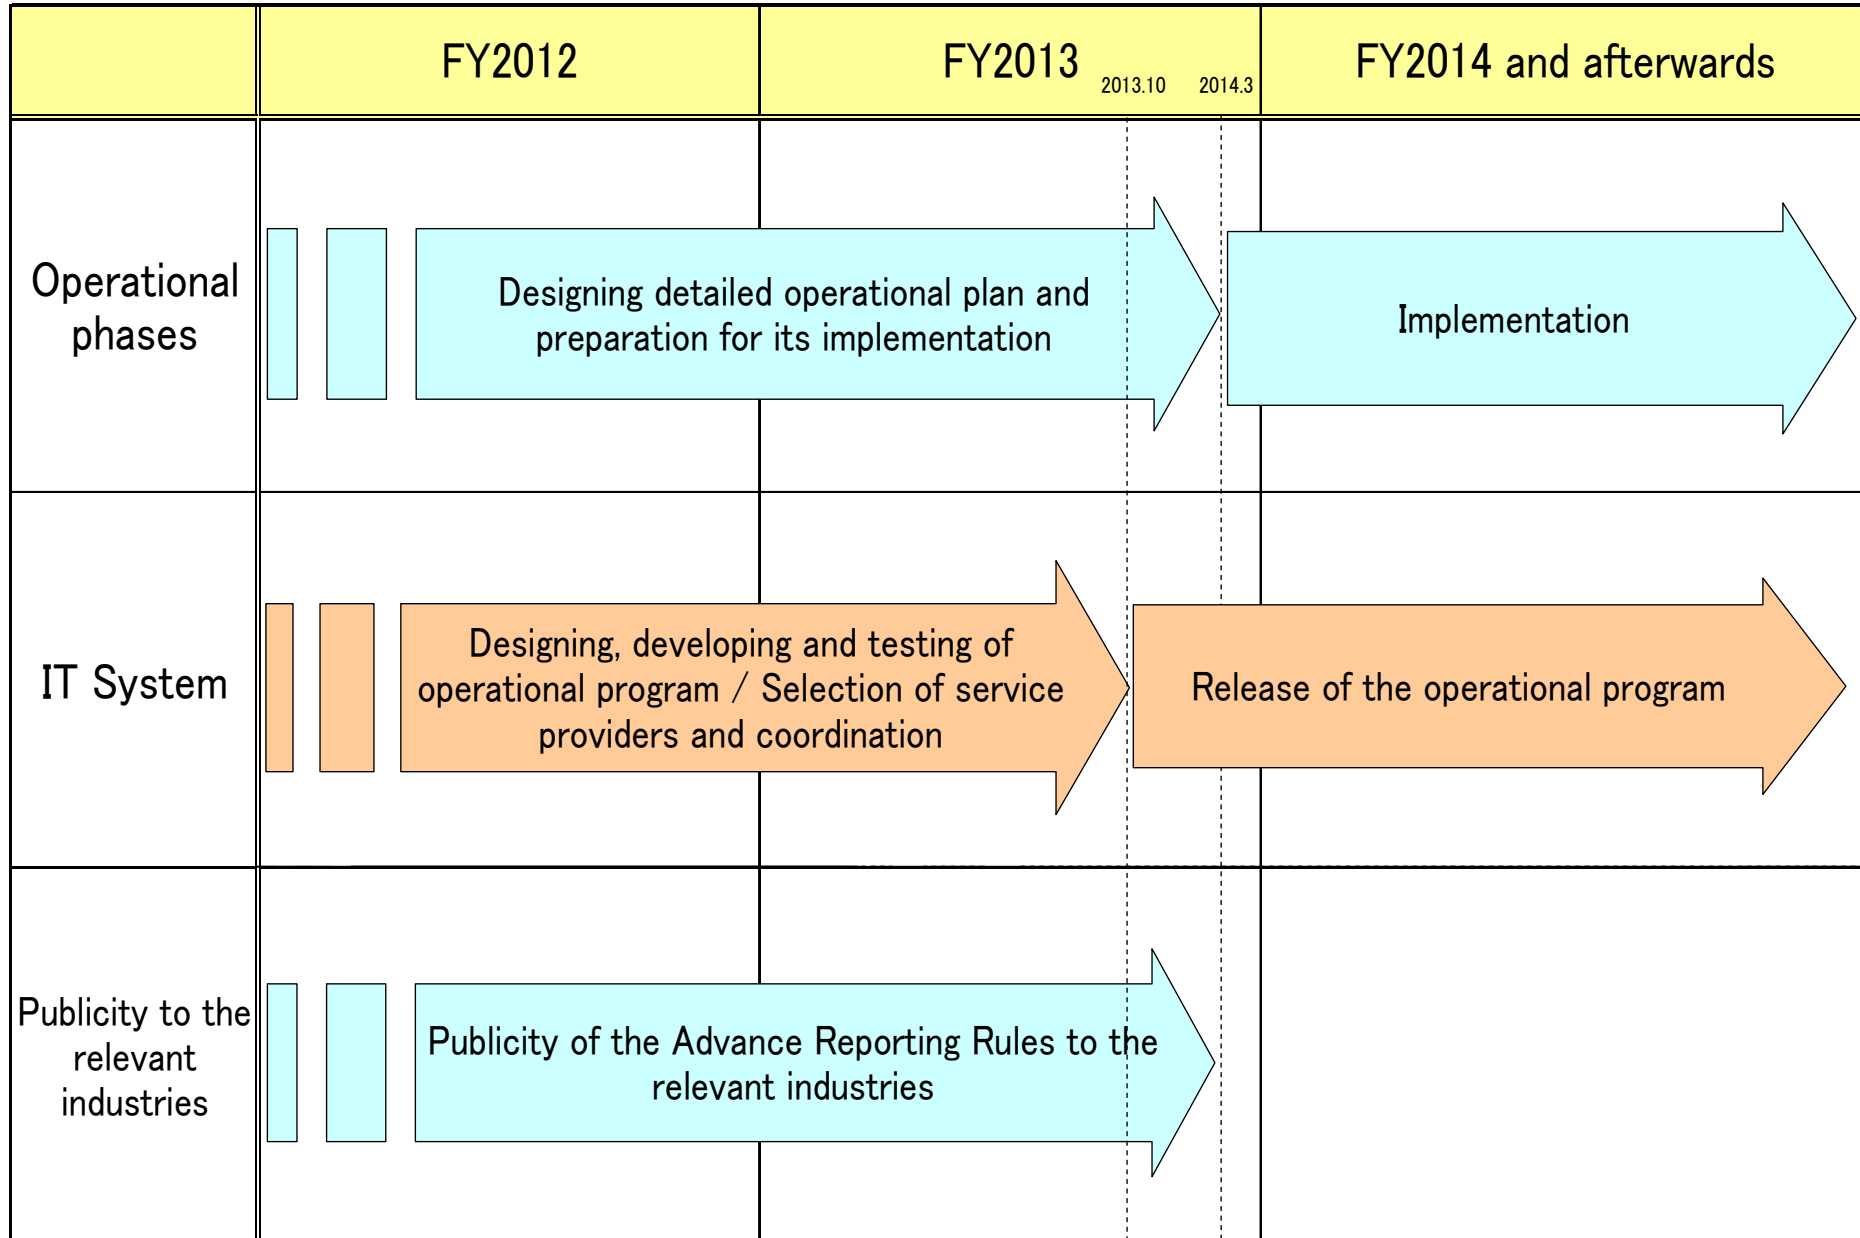 FY2012
FY2013
2013.10
2014.3
FY2014 and afterwards
Operational
phases
Designing detailed operational plan and
preparation for its implementation
Implementation
IT System
Designing, developing and testing of
operational program / Selection of service
providers and coordination
Release of the operational program
Publicity to the
relevant
industries
Publicity of the Advance Reporting Rules to the
relevant industries